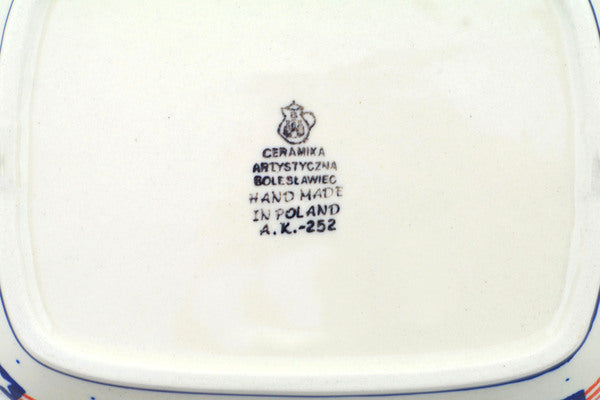 CERAMIKA
ARTYSTYCZNA
BOLESŁAWIEC
HAND MADE
IN POLAND
A.K.-252